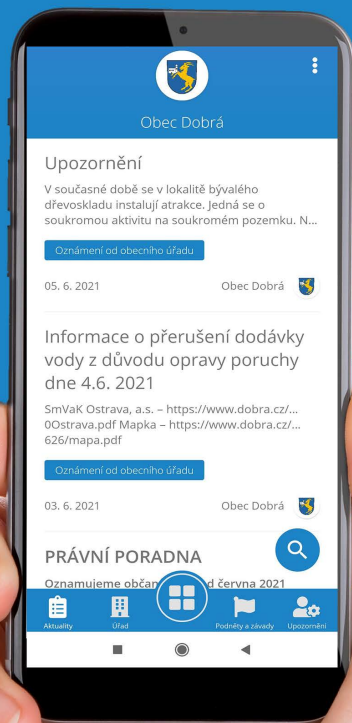 Obec Dobrá
Upozornění
V současné době se v lokalitě bývalého
dřevoskladu instalují atrakce. Jedná se o
soukromou aktivitu na soukromém pozemku. N...
Oznámení od obecního úřadu
05. 6. 2021 Obec Dobrá
Informace o přerušení dodávky
vody z důvodu opravy poruchy
dne 4.6. 2021
SmVaK Ostrava, a.s. – https://www.dobra.cz/...
0Ostrava.pdf Mapka – https://www.dobra.cz/...
626/mapa.pdf
Oznámení od obecního úřadu
03. 6. 2021 Obec Dobrá
PRÁVNÍ PORADNA
Oznamujeme června 2021
Aktuality Úřad Podněty a závady Upozornění